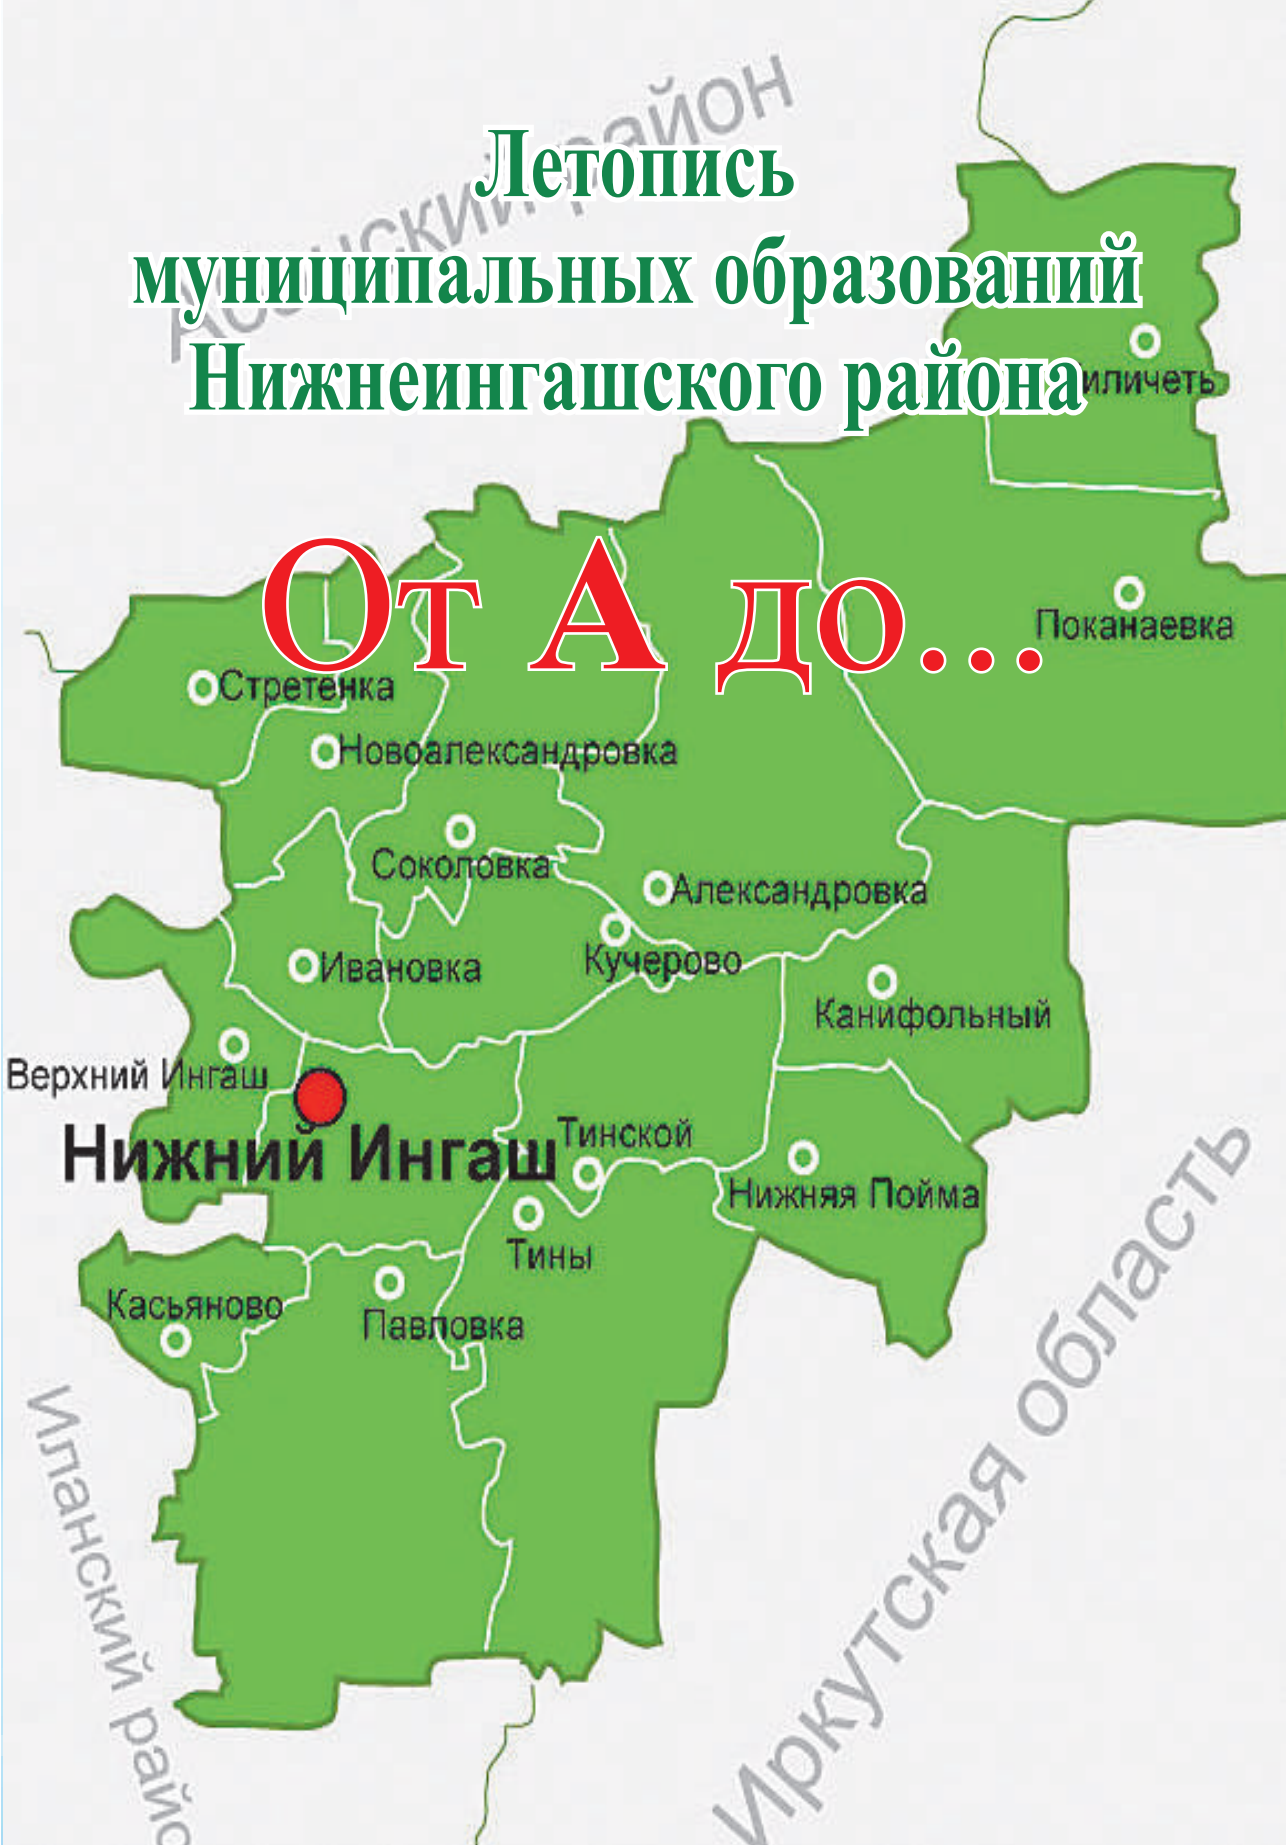 Летопись
муниципальных образований
Нижнеингашского района
От А до...
Поканаевка
Стретенка
Новоалександровка
Соколовка
Александровка
Кучерово
Ивановка
Канифольный
Верхний Ингаш
Нижний Ингаш
Тинской
Нижняя Пойма
Тины
Касьяново
Павловка
Иланский
Иркутская область